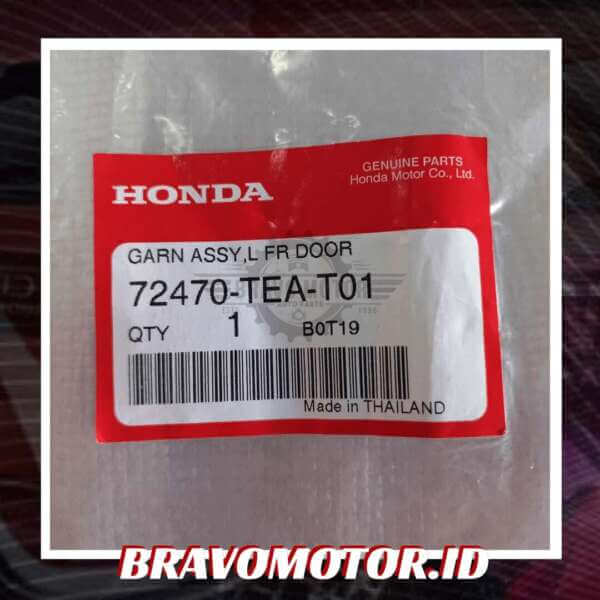 GENUINE PARTS
Honda Motor Co., Ltd.
HONDA
GARN ASSY,L FR DOOR
72470-TEA-T01
QTY 1 B0T19
Made in THAILAND
BRAVOMOTOR.ID